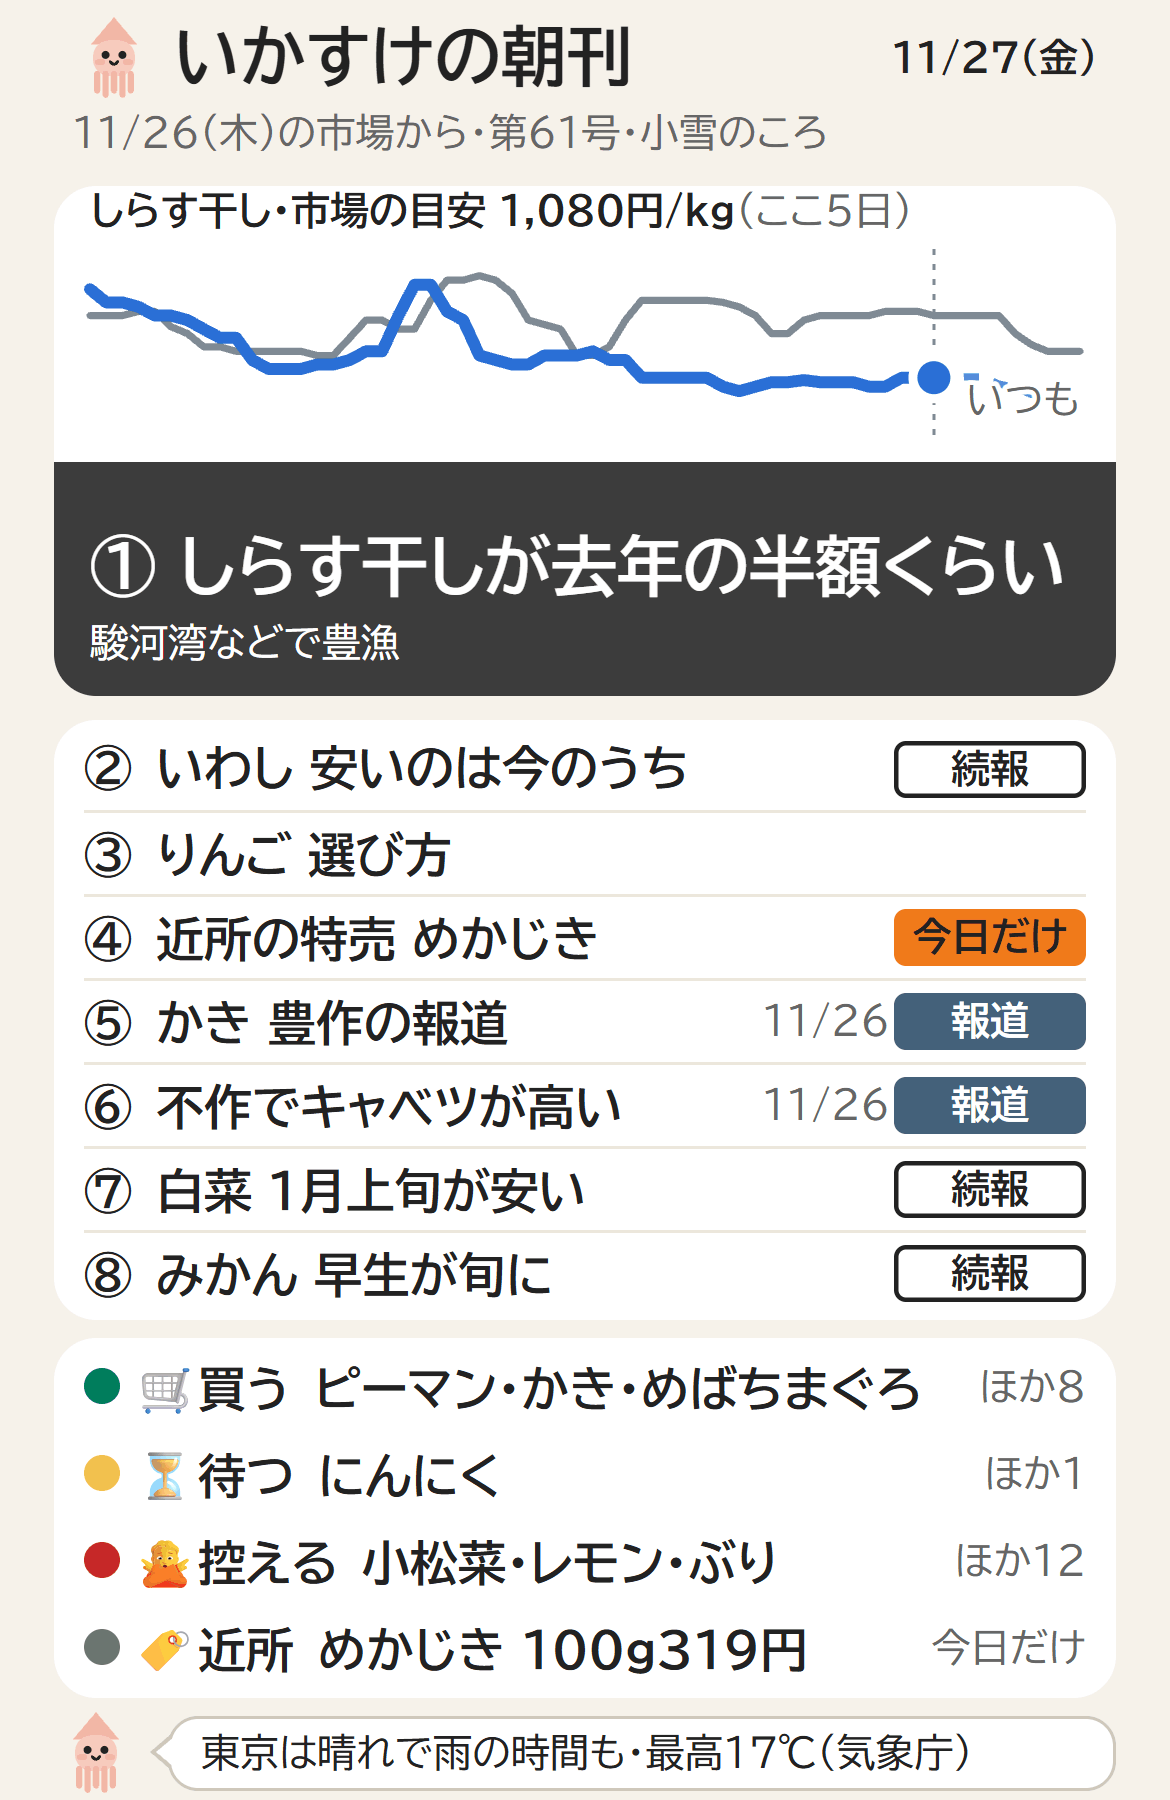 いかすけの朝刊
11/27(金)
11/26(木)の市場から・第61号・小雪のころ
しらす干し・市場の目安 1,080円/kg(ここ5日)
いつも
① しらす干しが去年の半額くらい
駿河湾などで豊漁
② いわし 安いのは今のうち 続報
③ りんご 選び方
④ 近所の特売 めかじき 今日だけ
⑤ かき 豊作の報道 11/26 報道
⑥ 不作でキャベツが高い 11/26 報道
⑦ 白菜 1月上旬が安い 続報
⑧ みかん 早生が旬に 続報
買う ピーマン・かき・めばちまぐろ ほか8
待つ にんにく ほか1
控える 小松菜・レモン・ぶり ほか12
近所 めかじき 100g319円 今日だけ
東京は晴れで雨の時間も・最高17℃(気象庁)